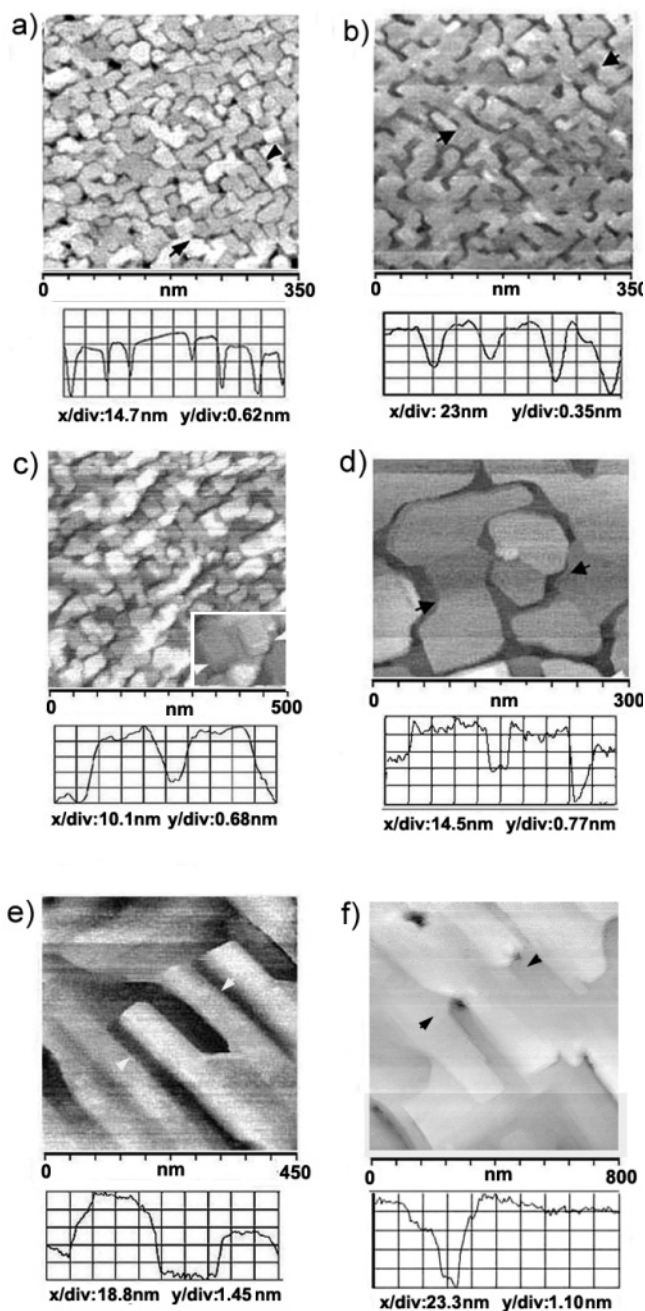 a) b)
0 nm 350 0 nm 350
x/div:14.7nm y/div:0.62nm x/div: 23nm y/div:0.35nm
c) d)
0 nm 500 0 nm 300
x/div:10.1nm y/div:0.68nm x/div:14.5nm y/div:0.77nm
e) f)
0 nm 450 0 nm 800
x/div:18.8nm y/div:1.45 nm x/div:23.3nm y/div:1.10nm